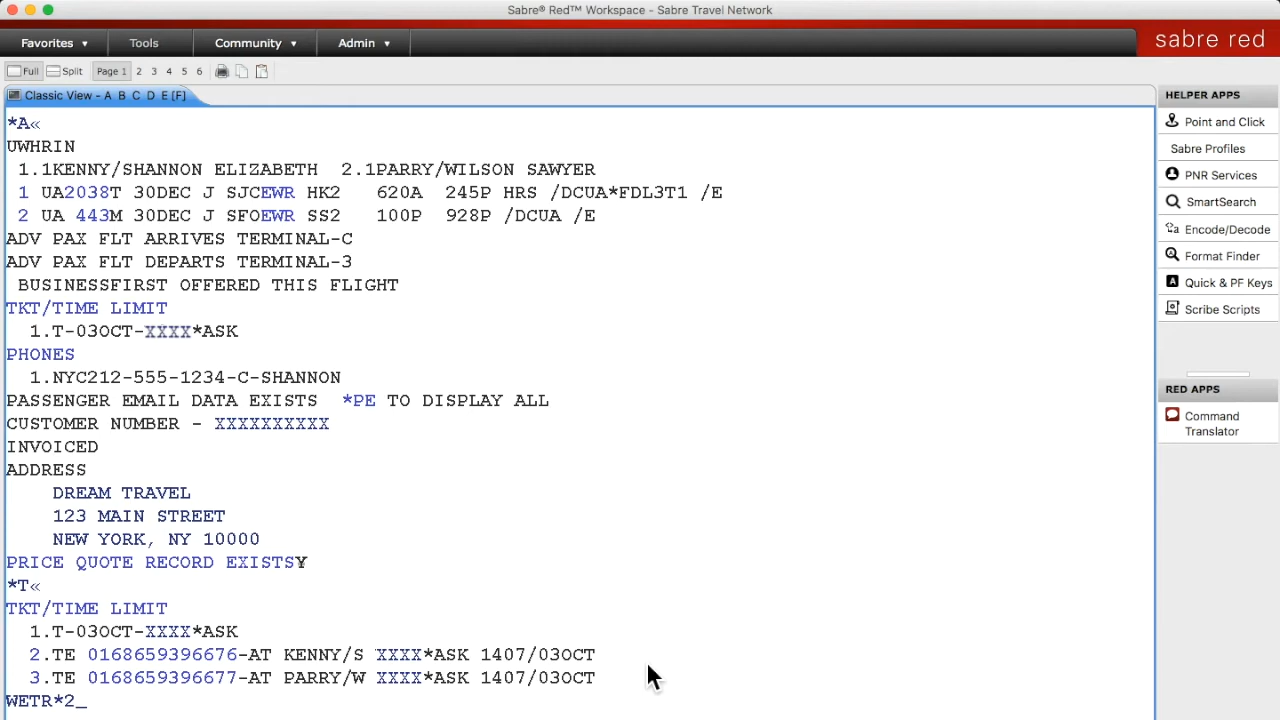 Sabre® Red™ Workspace - Sabre Travel Network
Favorites
Tools
Community
Admin
sabre red
Full
Split
Page 1 2 3 4 5 6
Classic View - A B C D E [F]
*A«
UWHRIN
1.1KENNY/SHANNON ELIZABETH 2.1PARRY/WILSON SAWYER
1 UA2038T 30DEC J SJCEWR HK2 620A 245P HRS /DCUA*FDL3T1 /E
2 UA 443M 30DEC J SFOEWR SS2 100P 928P /DCUA /E
ADV PAX FLT ARRIVES TERMINAL-C
ADV PAX FLT DEPARTS TERMINAL-3
BUSINESSFIRST OFFERED THIS FLIGHT
TKT/TIME LIMIT
1.T-03OCT-XXXX*ASK
PHONES
1.NYC212-555-1234-C-SHANNON
PASSENGER EMAIL DATA EXISTS *PE TO DISPLAY ALL
CUSTOMER NUMBER - XXXXXXXXXX
INVOICED
ADDRESS
DREAM TRAVEL
123 MAIN STREET
NEW YORK, NY 10000
PRICE QUOTE RECORD EXISTSY
*T«
TKT/TIME LIMIT
1.T-03OCT-XXXX*ASK
2.TE 0168659396676-AT KENNY/S XXXX*ASK 1407/03OCT
3.TE 0168659396677-AT PARRY/W XXXX*ASK 1407/03OCT
WETR*2_
HELPER APPS
Point and Click
Sabre Profiles
PNR Services
SmartSearch
Encode/Decode
Format Finder
Quick & PF Keys
Scribe Scripts
RED APPS
Command
Translator